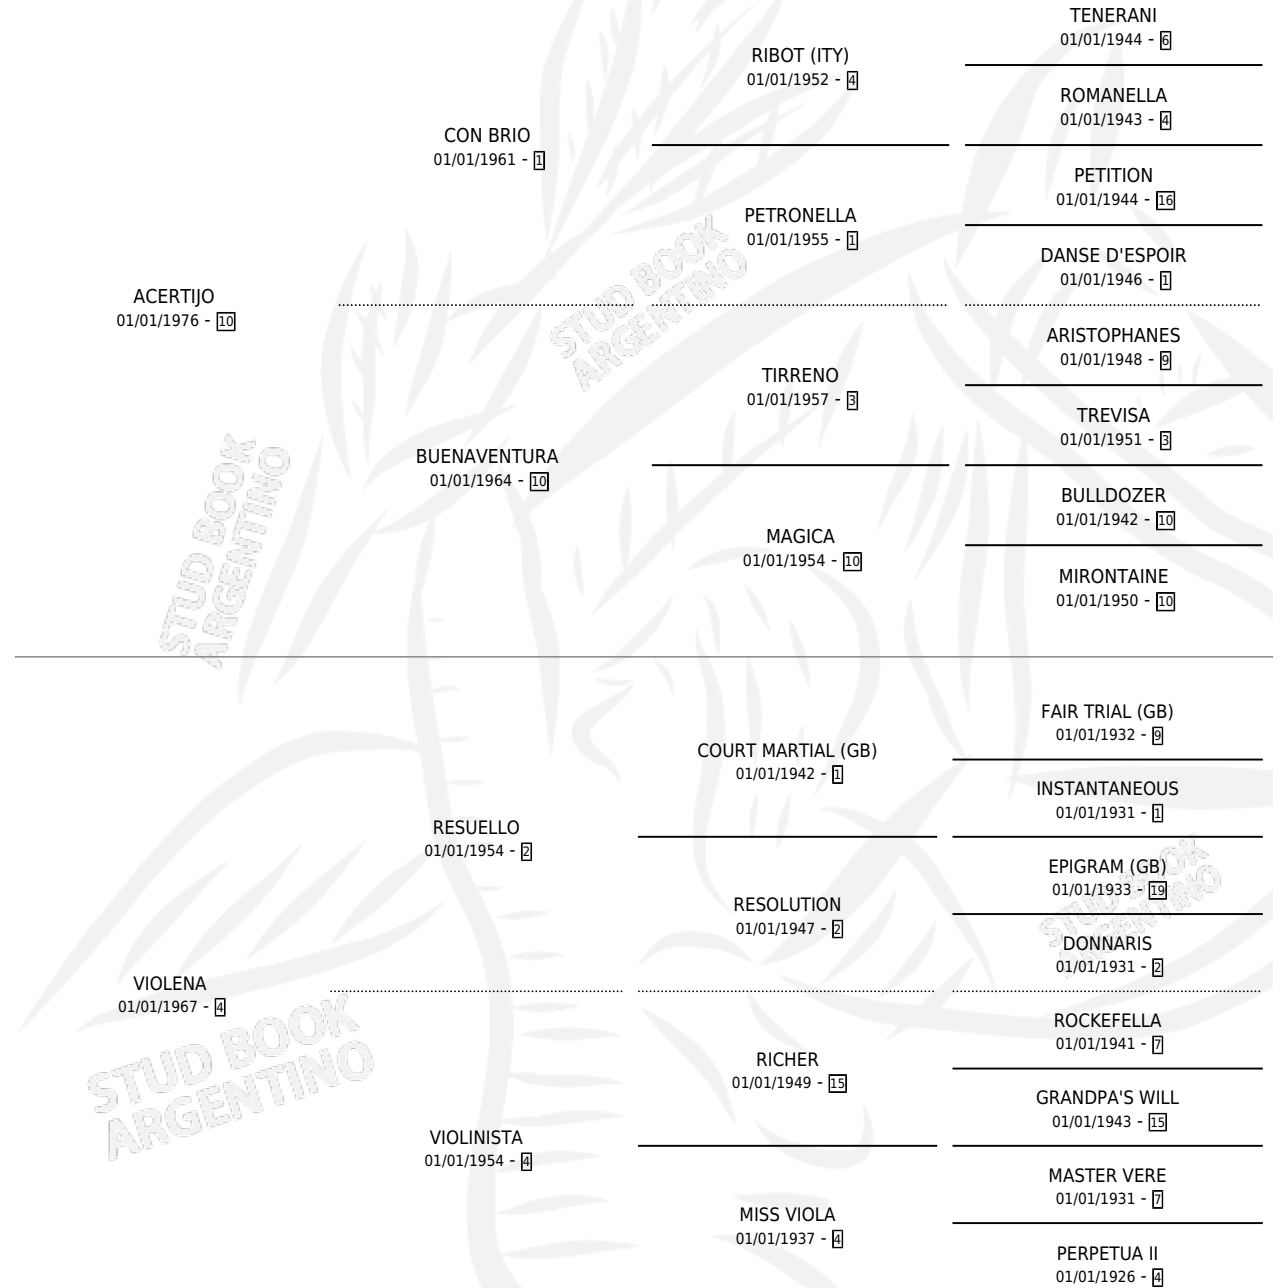 TENERANI
01/01/1944 - 6
RIBOT (ITY)
01/01/1952 - 4
ROMANELLA
01/01/1943 - 4
CON BRIO
01/01/1961 - 1
PETITION
01/01/1944 - 16
PETRONELLA
01/01/1955 - 1
DANSE D'ESPOIR
01/01/1946 - 1
ACERTIJO
01/01/1976 - 10
ARISTOPHANES
01/01/1948 - 9
TIRRENO
01/01/1957 - 3
TREVISA
01/01/1951 - 3
BUENAVENTURA
01/01/1964 - 10
BULLDOZER
01/01/1942 - 10
MAGICA
01/01/1954 - 10
MIRONTAINE
01/01/1950 - 10
STUD BOOK
ARGENTINO
STUD BOOK
ARGENTINO
FAIR TRIAL (GB)
01/01/1932 - 9
COURT MARTIAL (GB)
01/01/1942 - 1
INSTANTANEOUS
01/01/1931 - 1
RESUELLO
01/01/1954 - 2
EPIGRAM (GB)
01/01/1933 - 19
RESOLUTION
01/01/1947 - 2
DONNARIS
01/01/1931 - 2
VIOLENA
01/01/1967 - 4
ROCKEFELLA
01/01/1941 - 7
RICHER
01/01/1949 - 15
GRANDPA'S WILL
01/01/1943 - 15
VIOLINISTA
01/01/1954 - 4
MASTER VERE
01/01/1931 - 7
MISS VIOLA
01/01/1937 - 4
PERPETUA II
01/01/1926 - 4
STUD BOOK
ARGENTINO
STUD BOOK
ARGENTINO